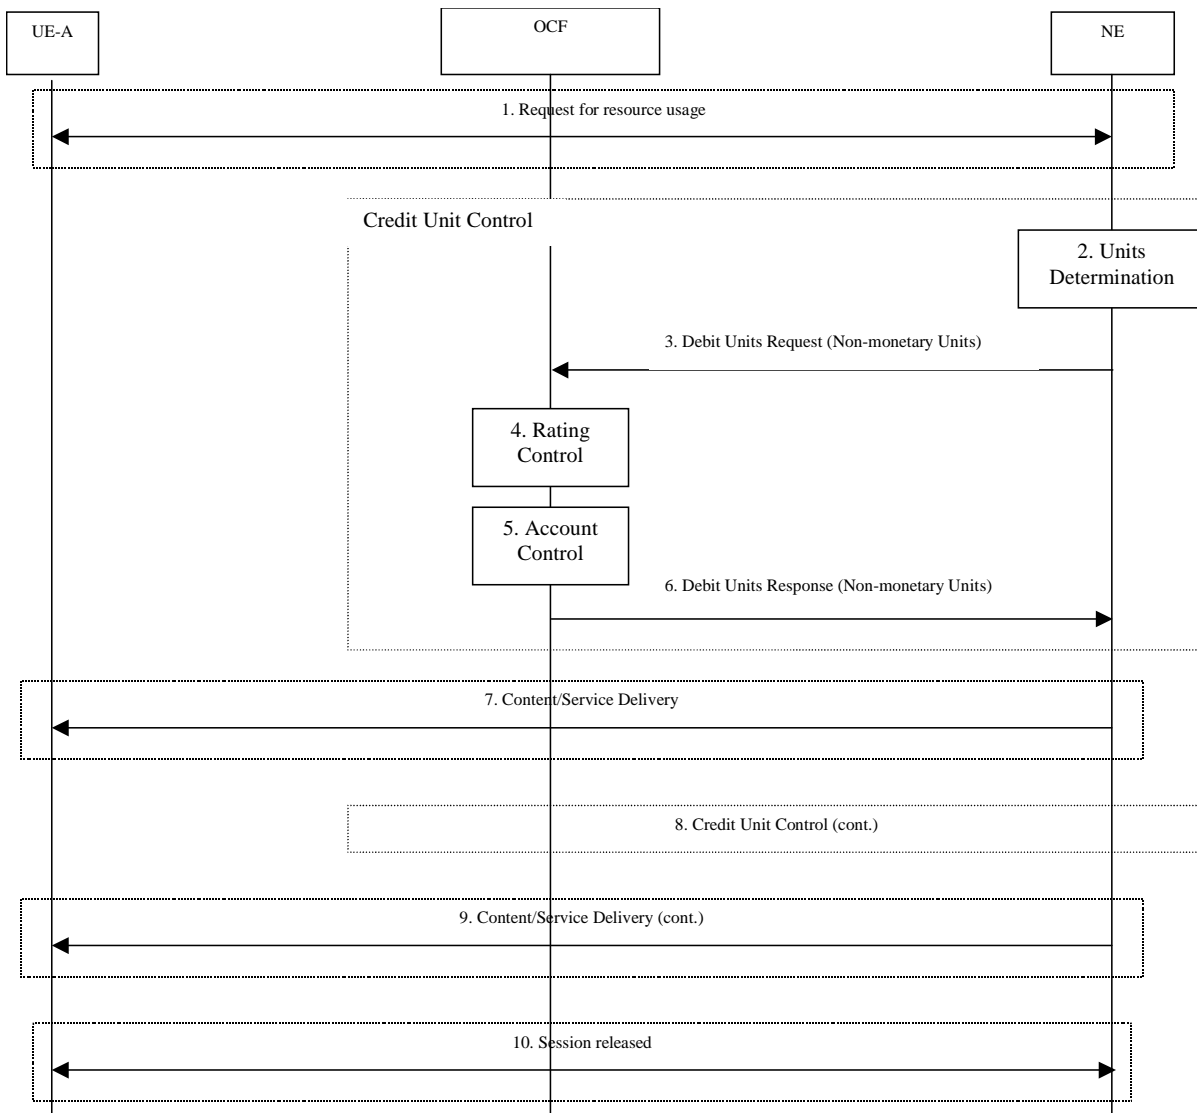 UE-A
OCF
NE
1. Request for resource usage
Credit Unit Control
2. Units
Determination
3. Debit Units Request (Non-monetary Units)
4. Rating
Control
5. Account
Control
6. Debit Units Response (Non-monetary Units)
7. Content/Service Delivery
8. Credit Unit Control (cont.)
9. Content/Service Delivery (cont.)
10. Session released